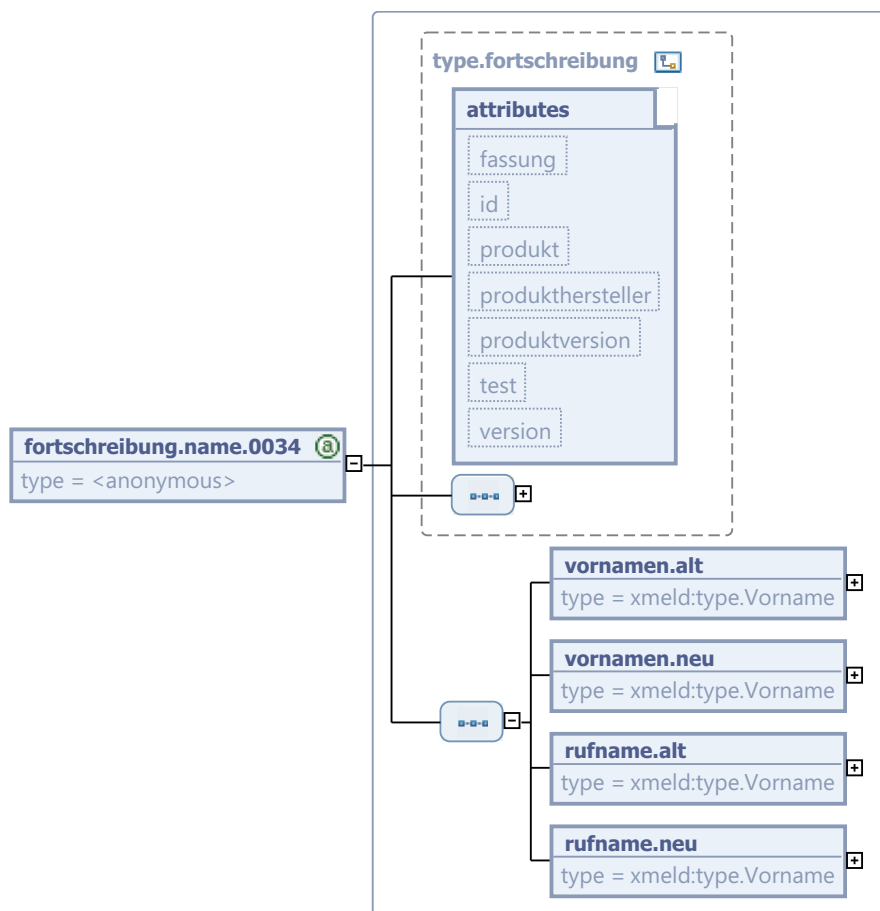 type.fortschreibung
attributes
fassung
id
produkt
produkthersteller
produktversion
test
version
fortschreibung.name.0034 @
type = <anonymous>
vornamen.alt
type = xmeld:type.Vorname
vornamen.neu
type = xmeld:type.Vorname
rufname.alt
type = xmeld:type.Vorname
rufname.neu
type = xmeld:type.Vorname